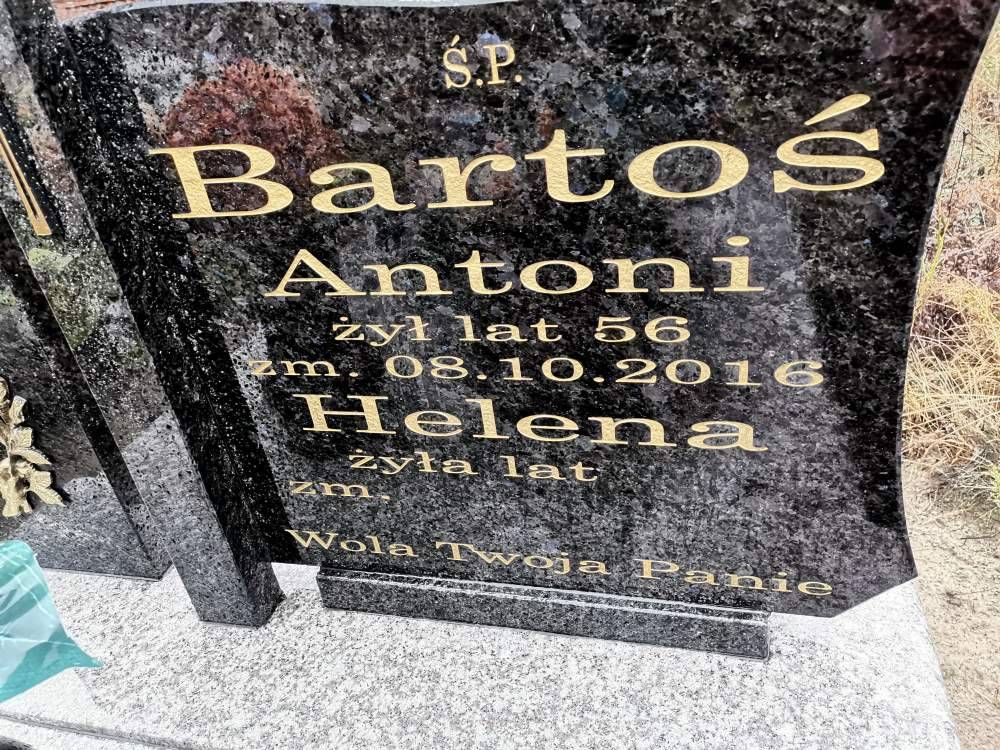 Ś.P.
Bartoś
Antoni
żył lat 56
zm. 08.10.2016
Helena
żyła lat
zm.
Wola Twoja Panie